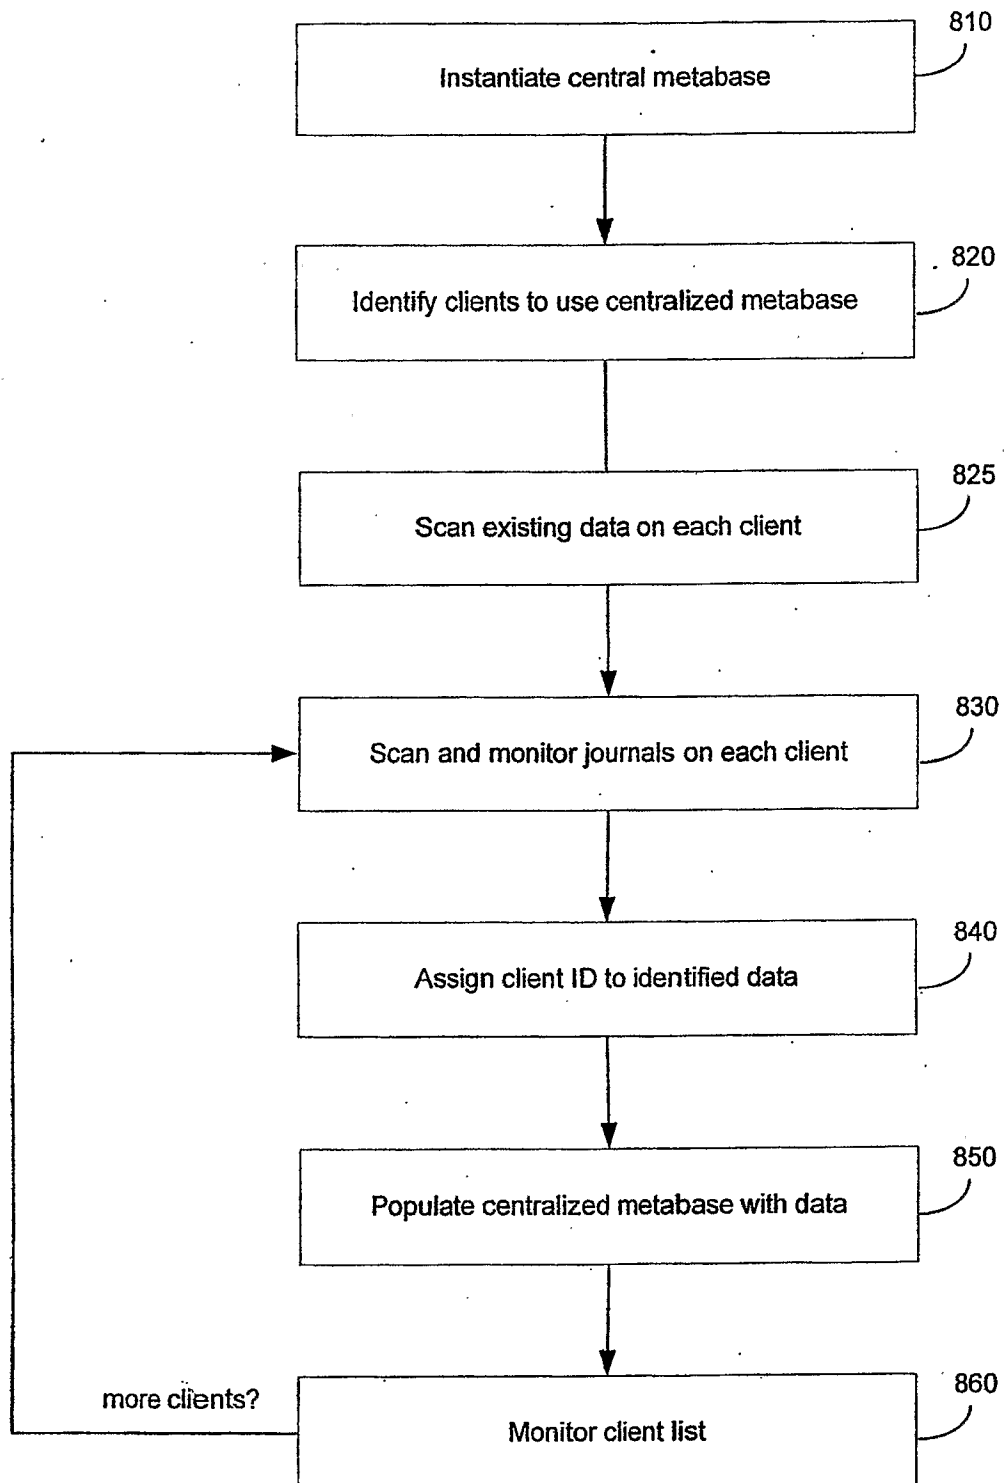 810
Instantiate central metabase
820
Identify clients to use centralized metabase
825
Scan existing data on each client
830
Scan and monitor journals on each client
840
Assign client ID to identified data
850
Populate centralized metabase with data
860
more clients?
Monitor client list